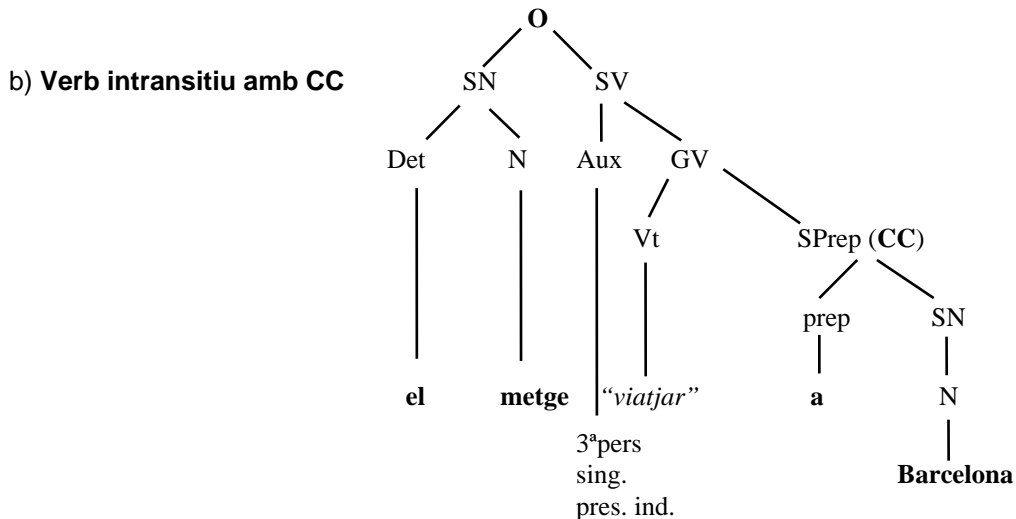 O
b) Verb intransitiu amb CC SN SV
Det N Aux GV
Vt SPrep (CC)
prep SN
el metge “viatjar” a N
3ªpers
sing. Barcelona
pres. ind.